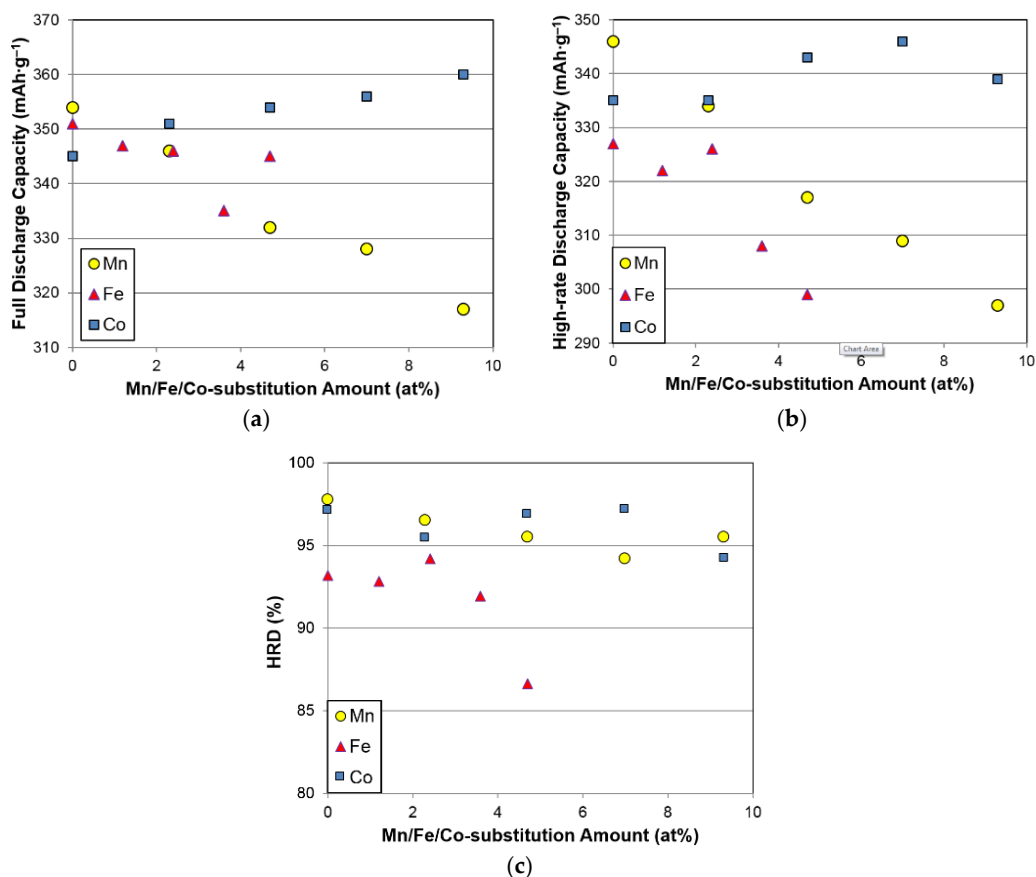 Full Discharge Capacity (mAh·g⁻¹)
370
360
350
340
330
320
310
Mn
Fe
Co
0 2 4 6 8 10
Mn/Fe/Co-substitution Amount (at%)
(a)
High-rate Discharge Capacity (mAh·g⁻¹)
350
340
330
320
310
300
290
Mn
Fe
Co
Chart Area
0 2 4 6 8 10
Mn/Fe/Co-substitution Amount (at%)
(b)
HRD (%)
100
95
90
85
80
Mn
Fe
Co
0 2 4 6 8 10
Mn/Fe/Co-substitution Amount (at%)
(c)